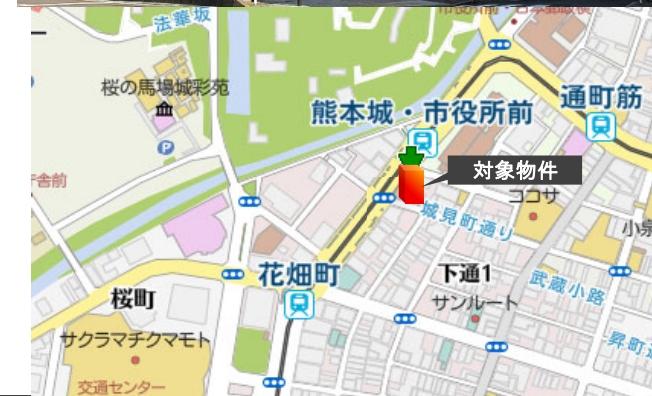 法華坂
桜の馬場城彩苑
熊本城・市役所前
通町筋
対象物件
ココサ
城見町通り
花畑町
下通1
サンルート
武蔵小路
桜町
サクラマチクマモト
交通センター